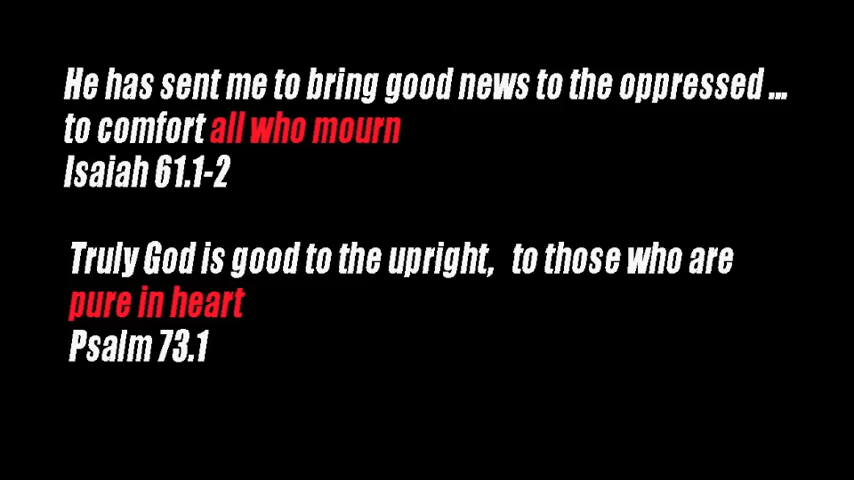 He has sent me to bring good news to the oppressed ...
to comfort all who mourn
Isaiah 61.1-2
Truly God is good to the upright, to those who are
pure in heart
Psalm 73.1